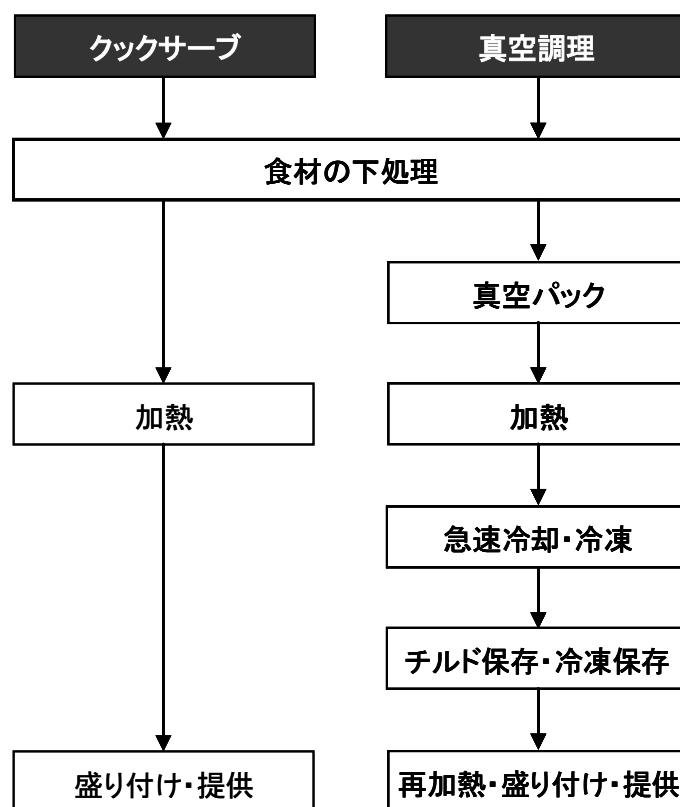 クックサーブ
真空調理
食材の下処理
真空パック
加熱
加熱
急速冷却・冷凍
チルド保存・冷凍保存
盛り付け・提供
再加熱・盛り付け・提供